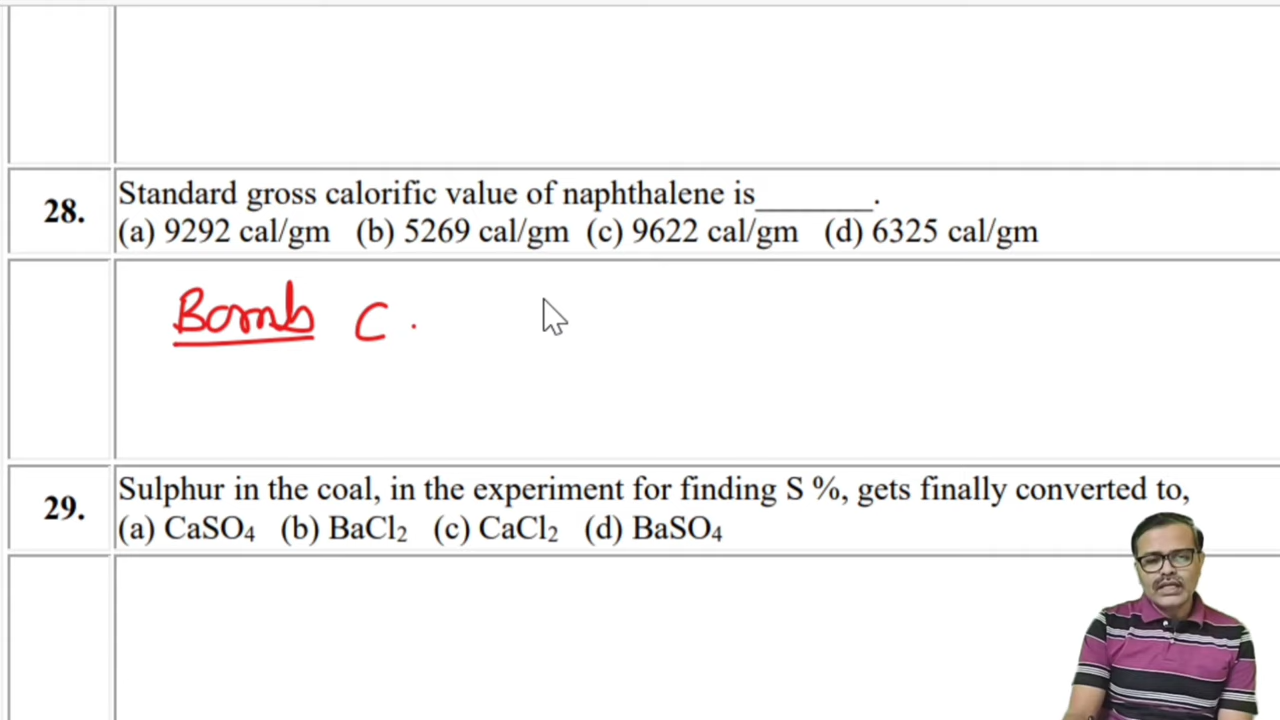 28.
Standard gross calorific value of naphthalene is_______.
(a) 9292 cal/gm (b) 5269 cal/gm (c) 9622 cal/gm (d) 6325 cal/gm
Bomb C.
29.
Sulphur in the coal, in the experiment for finding S %, gets finally converted to,
(a) CaSO₄ (b) BaCl₂ (c) CaCl₂ (d) BaSO₄